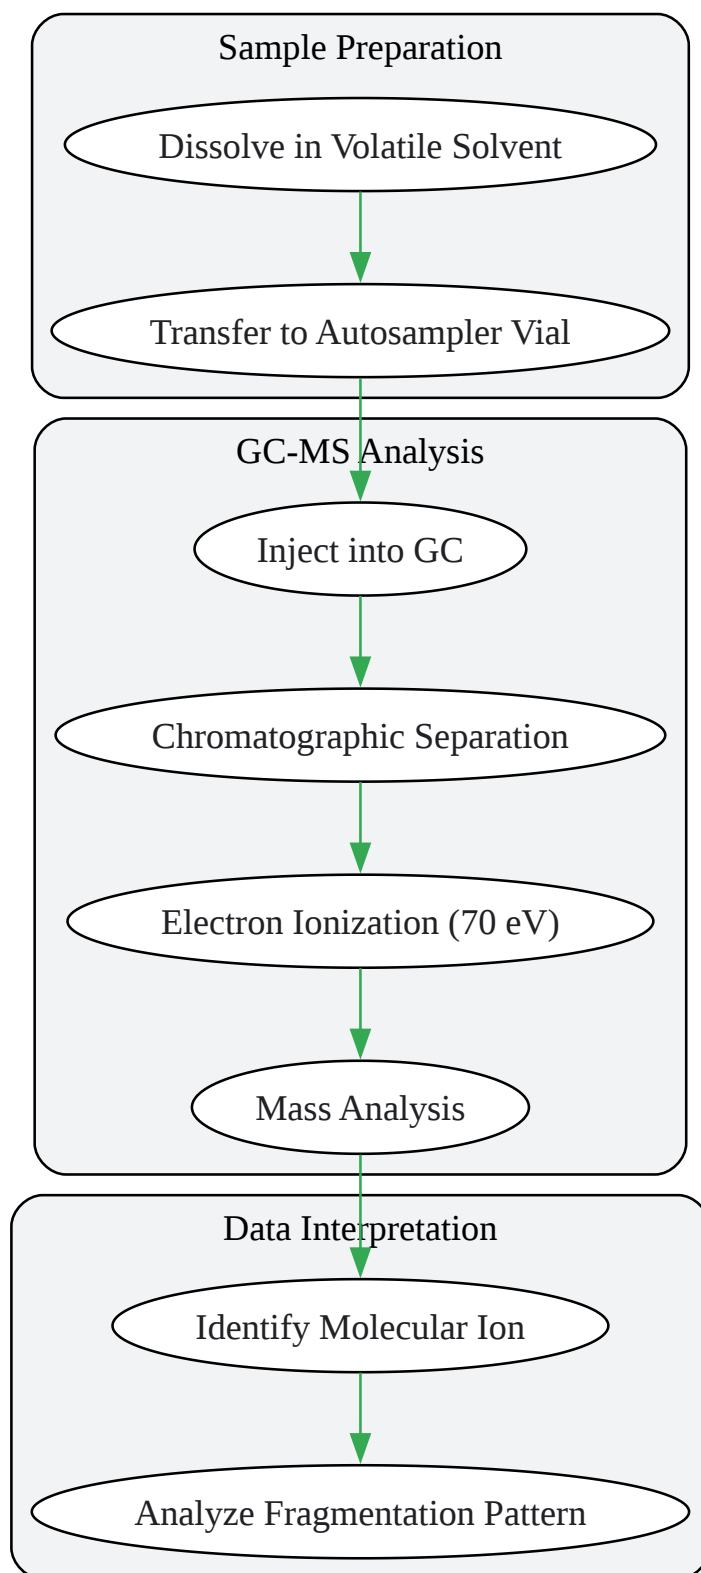 Sample Preparation
Dissolve in Volatile Solvent
Transfer to Autosampler Vial
GC-MS Analysis
Inject into GC
Chromatographic Separation
Electron Ionization (70 eV)
Mass Analysis
Data Interpretation
Identify Molecular Ion
Analyze Fragmentation Pattern